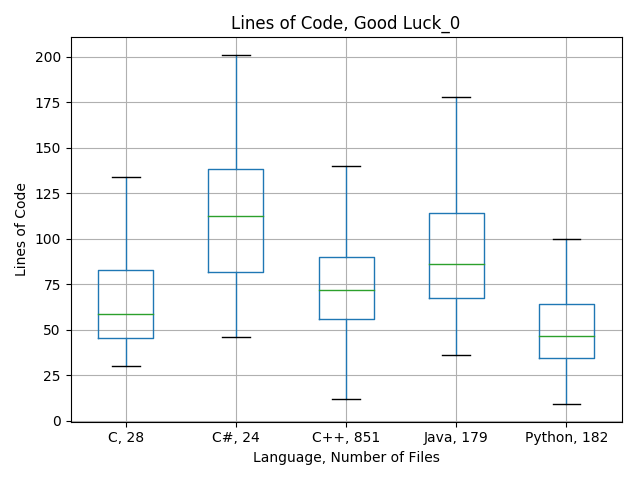 Lines of Code, Good Luck_0
Lines of Code
200
175
150
125
100
75
50
25
0
C, 28 C#, 24 C++, 851 Java, 179 Python, 182
Language, Number of Files